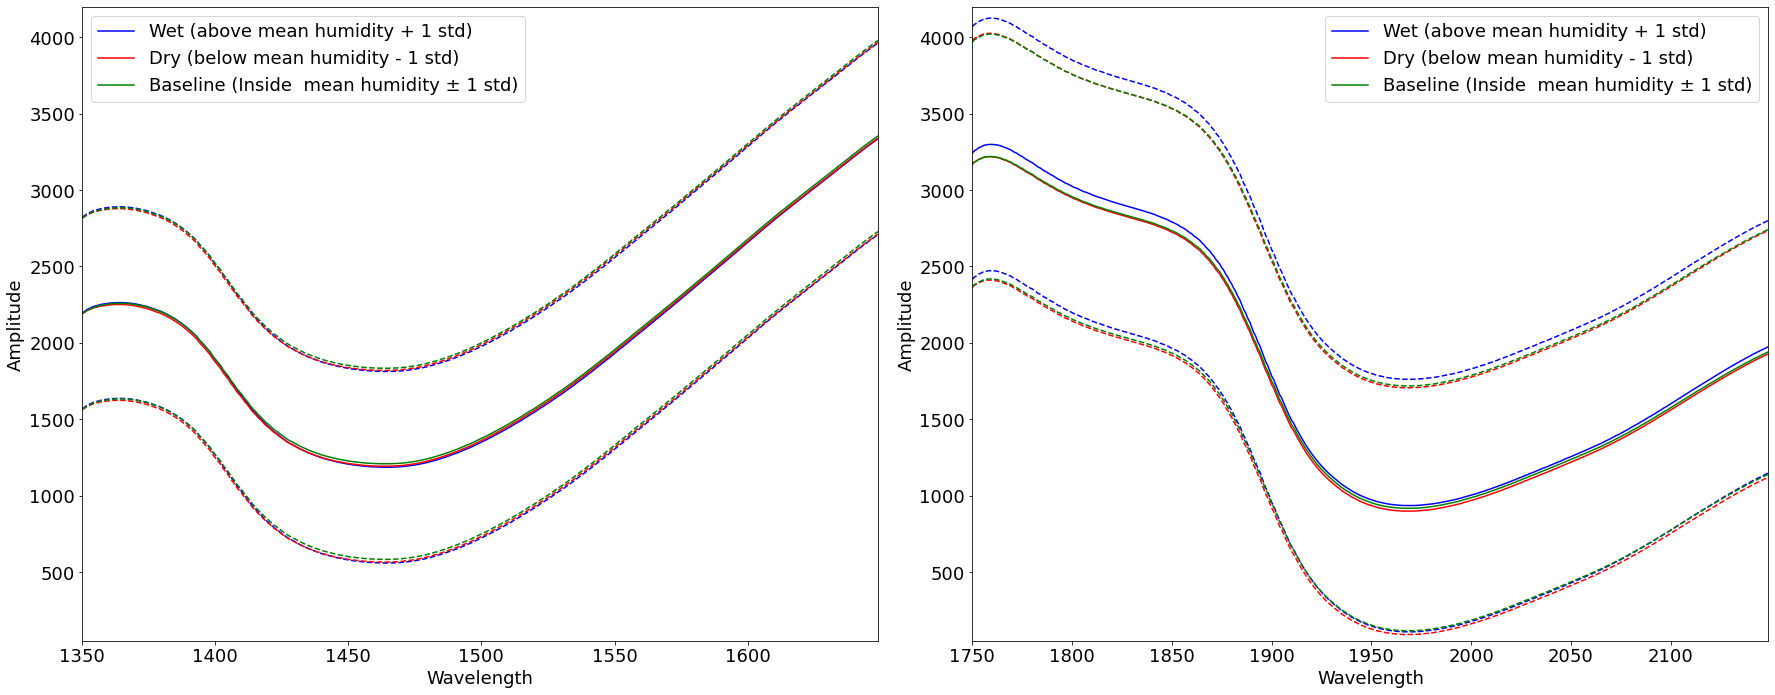 Wet (above mean humidity + 1 std)
Dry (below mean humidity - 1 std)
Baseline (Inside  mean humidity ± 1 std)
4000
3500
3000
2500
2000
1500
1000
500
Amplitude
1350 1400 1450 1500 1550 1600
Wavelength
Wet (above mean humidity + 1 std)
Dry (below mean humidity - 1 std)
Baseline (Inside  mean humidity ± 1 std)
4000
3500
3000
2500
2000
1500
1000
500
Amplitude
1750 1800 1850 1900 1950 2000 2050 2100
Wavelength